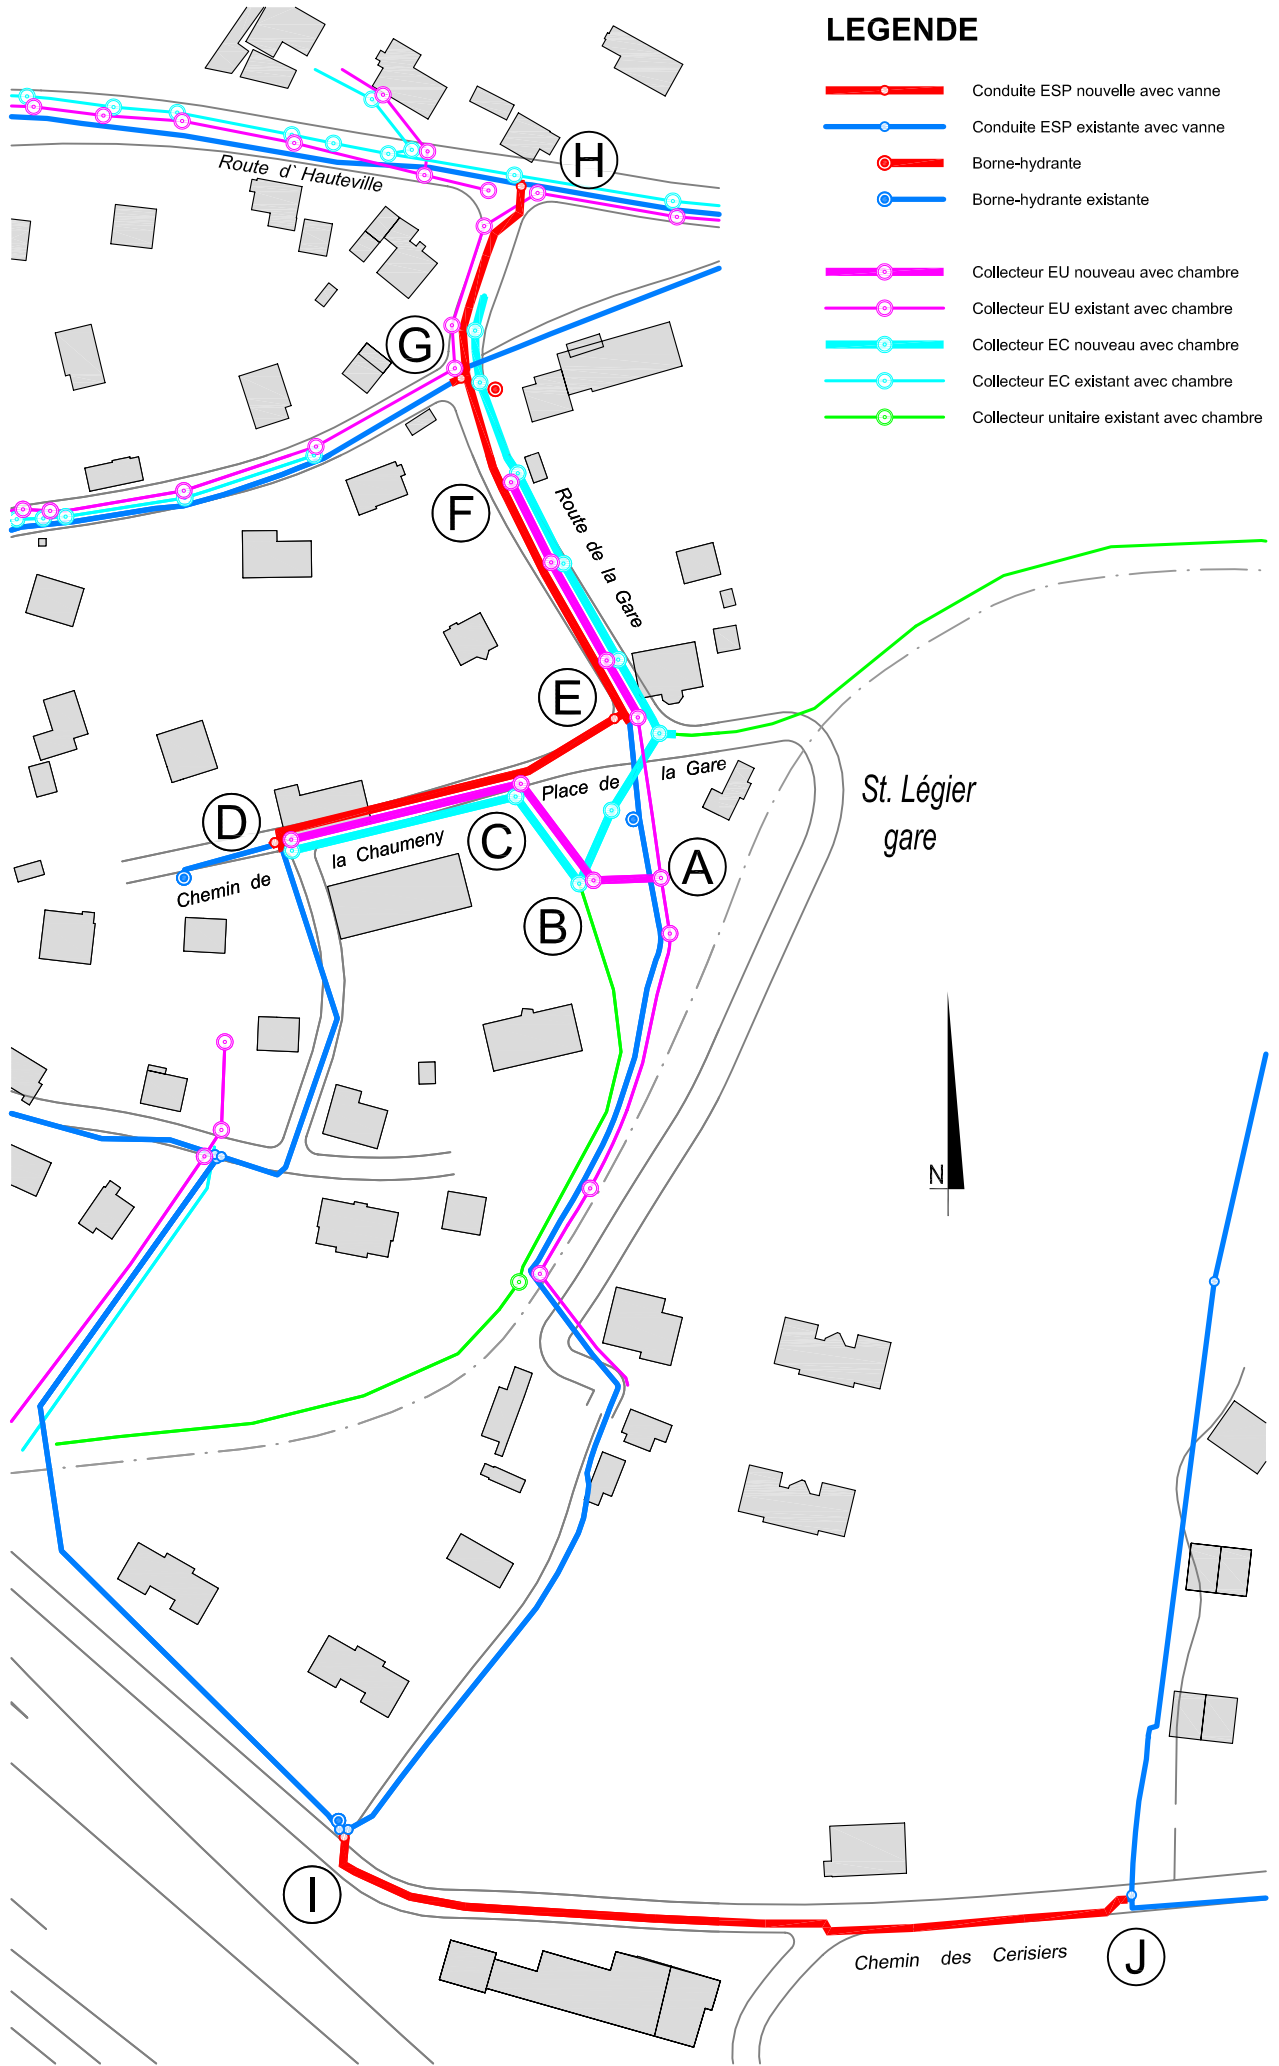 LEGENDE
Conduite ESP nouvelle avec vanne
Conduite ESP existante avec vanne
Borne-hydrante
Borne-hydrante existante
Collecteur EU nouveau avec chambre
Collecteur EU existant avec chambre
Collecteur EC nouveau avec chambre
Collecteur EC existant avec chambre
Collecteur unitaire existant avec chambre
H
Route d` Hauteville
G
F
Route de la Gare
E
Place de la Gare
St. Légier
gare
D
C
Chemin de la Chaumeny
A
B
N
I
Chemin des Cerisiers
J